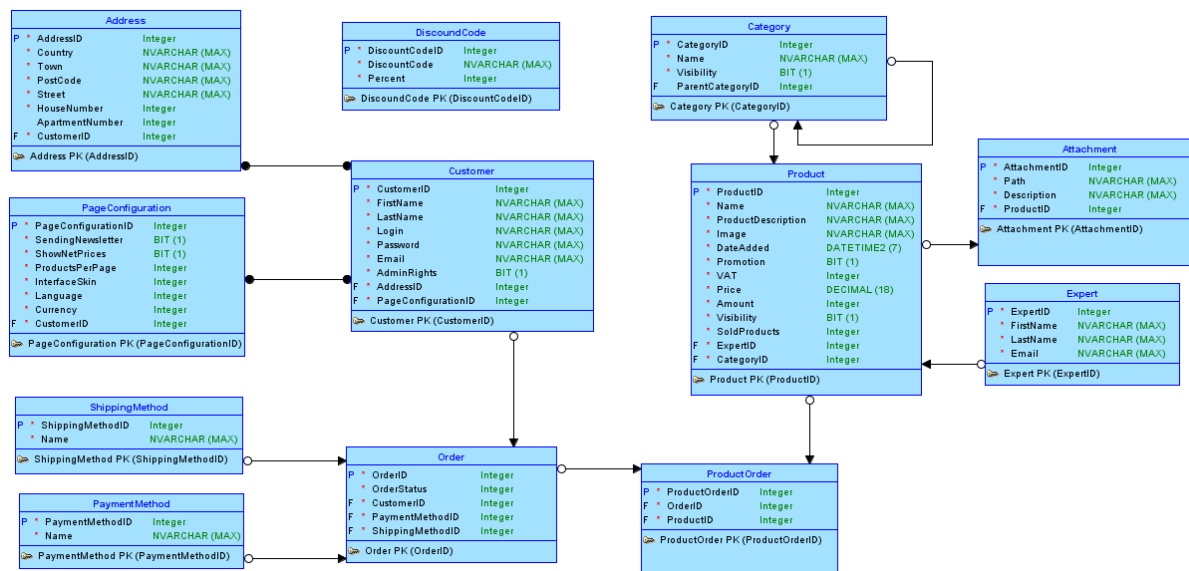 Address
P * AddressID Integer
* Country NVARCHAR (MAX)
* Town NVARCHAR (MAX)
* PostCode NVARCHAR (MAX)
* Street NVARCHAR (MAX)
* HouseNumber Integer
ApartmentNumber Integer
F * CustomerID Integer
Address PK (AddressID)
DiscoundCode
P * DiscountCodeID Integer
* DiscountCode NVARCHAR (MAX)
* Percent Integer
DiscoundCode PK (DiscountCodeID)
Category
P * CategoryID Integer
* Name NVARCHAR (MAX)
* Visibility BIT (1)
F ParentCategoryID Integer
Category PK (CategoryID)
Customer
P * CustomerID Integer
* FirstName NVARCHAR (MAX)
* LastName NVARCHAR (MAX)
* Login NVARCHAR (MAX)
* Password NVARCHAR (MAX)
* Email NVARCHAR (MAX)
* AdminRights BIT (1)
F * AddressID Integer
F * PageConfigurationID Integer
Customer PK (CustomerID)
Product
P * ProductID Integer
* Name NVARCHAR (MAX)
* ProductDescription NVARCHAR (MAX)
* Image NVARCHAR (MAX)
* DateAdded DATETIME2 (7)
* Promotion BIT (1)
* VAT Integer
* Price DECIMAL (18)
* Amount Integer
* Visibility BIT (1)
* SoldProducts Integer
F * ExpertID Integer
F * CategoryID Integer
Product PK (ProductID)
Attachment
P * AttachmentID Integer
* Path NVARCHAR (MAX)
* Description NVARCHAR (MAX)
F * ProductID Integer
Attachment PK (AttachmentID)
PageConfiguration
P * PageConfigurationID Integer
* SendingNewsletter BIT (1)
* ShowNetPrices BIT (1)
* ProductsPerPage Integer
* InterfaceSkin Integer
* Language Integer
* Currency Integer
F * CustomerID Integer
PageConfiguration PK (PageConfigurationID)
Expert
P * ExpertID Integer
* FirstName NVARCHAR (MAX)
* LastName NVARCHAR (MAX)
* Email NVARCHAR (MAX)
Expert PK (ExpertID)
ShippingMethod
P * ShippingMethodID Integer
* Name NVARCHAR (MAX)
ShippingMethod PK (ShippingMethodID)
Order
P * OrderID Integer
* OrderStatus Integer
F * CustomerID Integer
F * PaymentMethodID Integer
F * ShippingMethodID Integer
Order PK (OrderID)
ProductOrder
P * ProductOrderID Integer
F * OrderID Integer
F * ProductID Integer
ProductOrder PK (ProductOrderID)
PaymentMethod
P * PaymentMethodID Integer
* Name NVARCHAR (MAX)
PaymentMethod PK (PaymentMethodID)